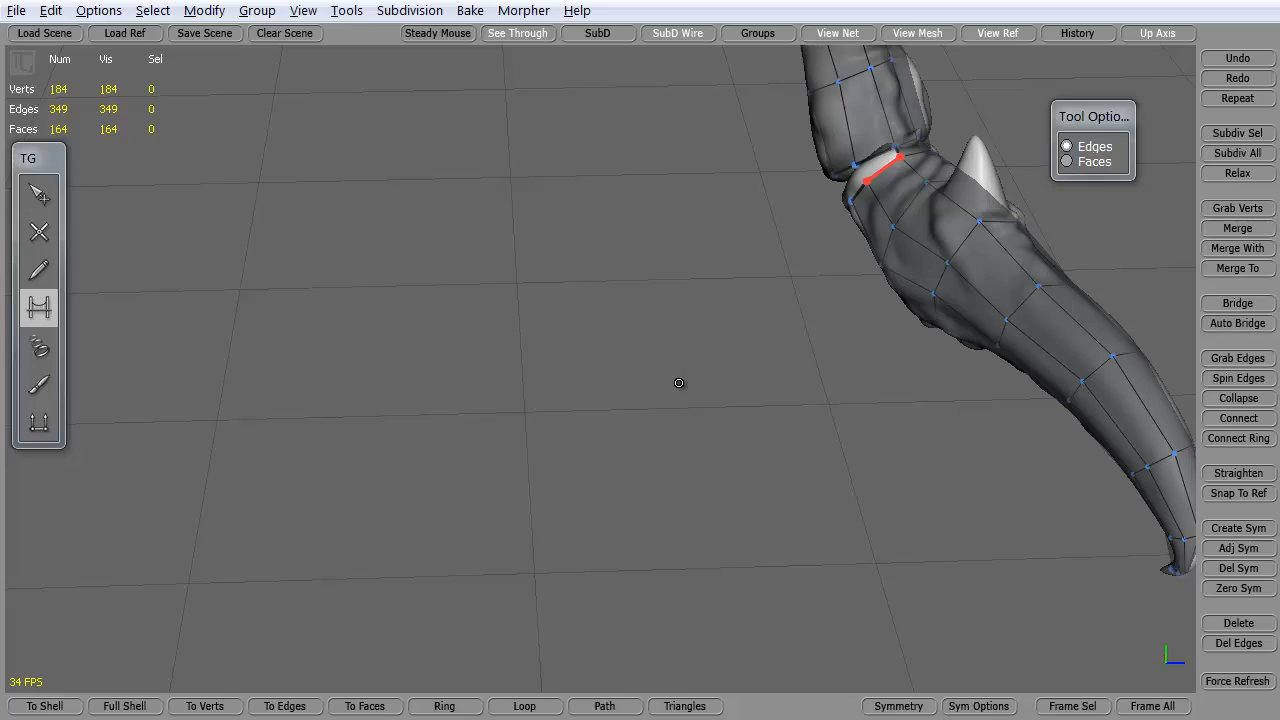 File Edit Options Select Modify Group View Tools Subdivision Bake Morpher Help
Load Scene Load Ref Save Scene Clear Scene Steady Mouse See Through SubD SubD Wire Groups View Net View Mesh View Ref History Up Axis
Num Vis Sel
Verts 184 184 0
Edges 349 349 0
Faces 164 164 0
TG
Tool Optio...
Edges
Faces
Undo
Redo
Repeat
Subdiv Sel
Subdiv All
Relax
Grab Verts
Merge
Merge With
Merge To
Bridge
Auto Bridge
Grab Edges
Spin Edges
Collapse
Connect
Connect Ring
Straighten
Snap To Ref
Create Sym
Adj Sym
Del Sym
Zero Sym
Delete
Del Edges
Force Refresh
34 FPS
To Shell Full Shell To Verts To Edges To Faces Ring Loop Path Triangles Symmetry Sym Options Frame Sel Frame All